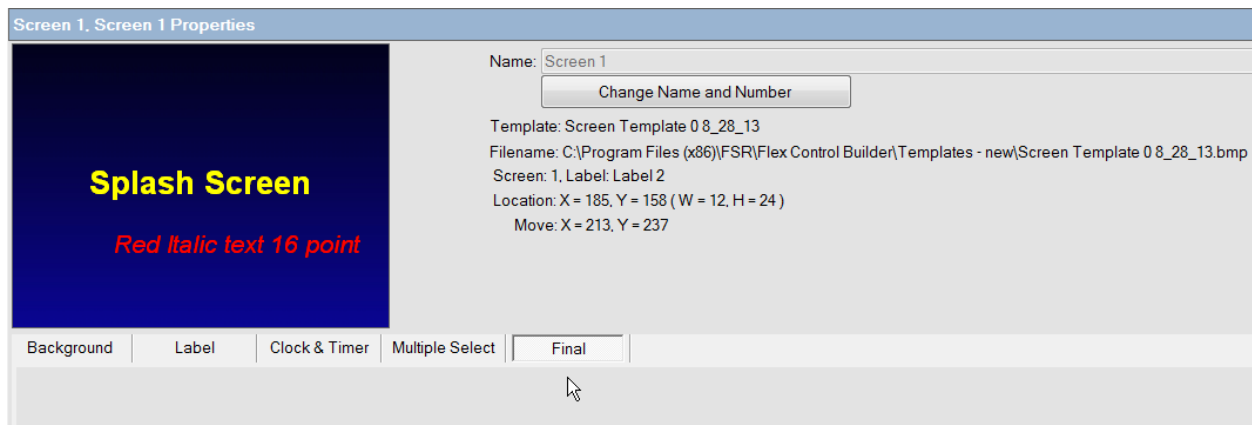 Screen 1, Screen 1 Properties
Splash Screen
Red Italic text 16 point
Name: Screen 1
Change Name and Number
Template: Screen Template 0 8_28_13
Filename: C:\Program Files (x86)\FSR\Flex Control Builder\Templates - new\Screen Template 0 8_28_13.bmp
Screen: 1, Label: Label 2
Location: X = 185, Y = 158 ( W = 12, H = 24 )
Move: X = 213, Y = 237
Background Label Clock & Timer Multiple Select Final